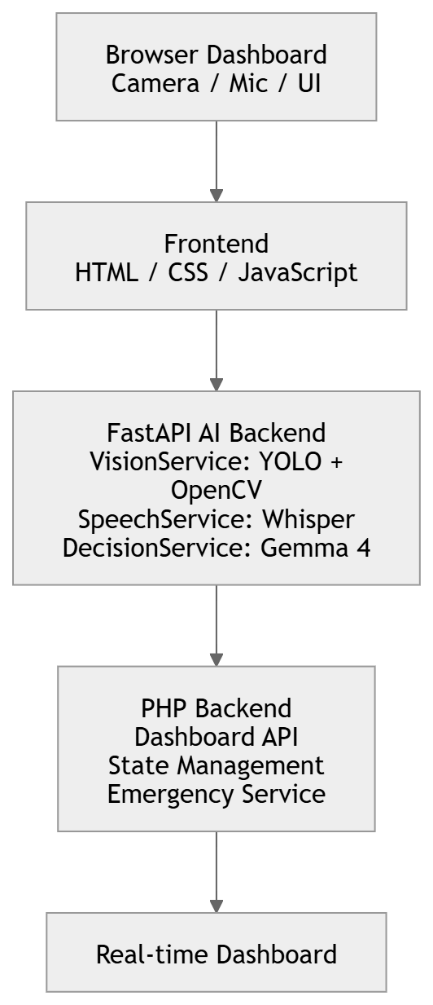 Browser Dashboard
Camera / Mic / UI
Frontend
HTML / CSS / JavaScript
FastAPI AI Backend
VisionService: YOLO +
OpenCV
SpeechService: Whisper
DecisionService: Gemma 4
PHP Backend
Dashboard API
State Management
Emergency Service
Real-time Dashboard